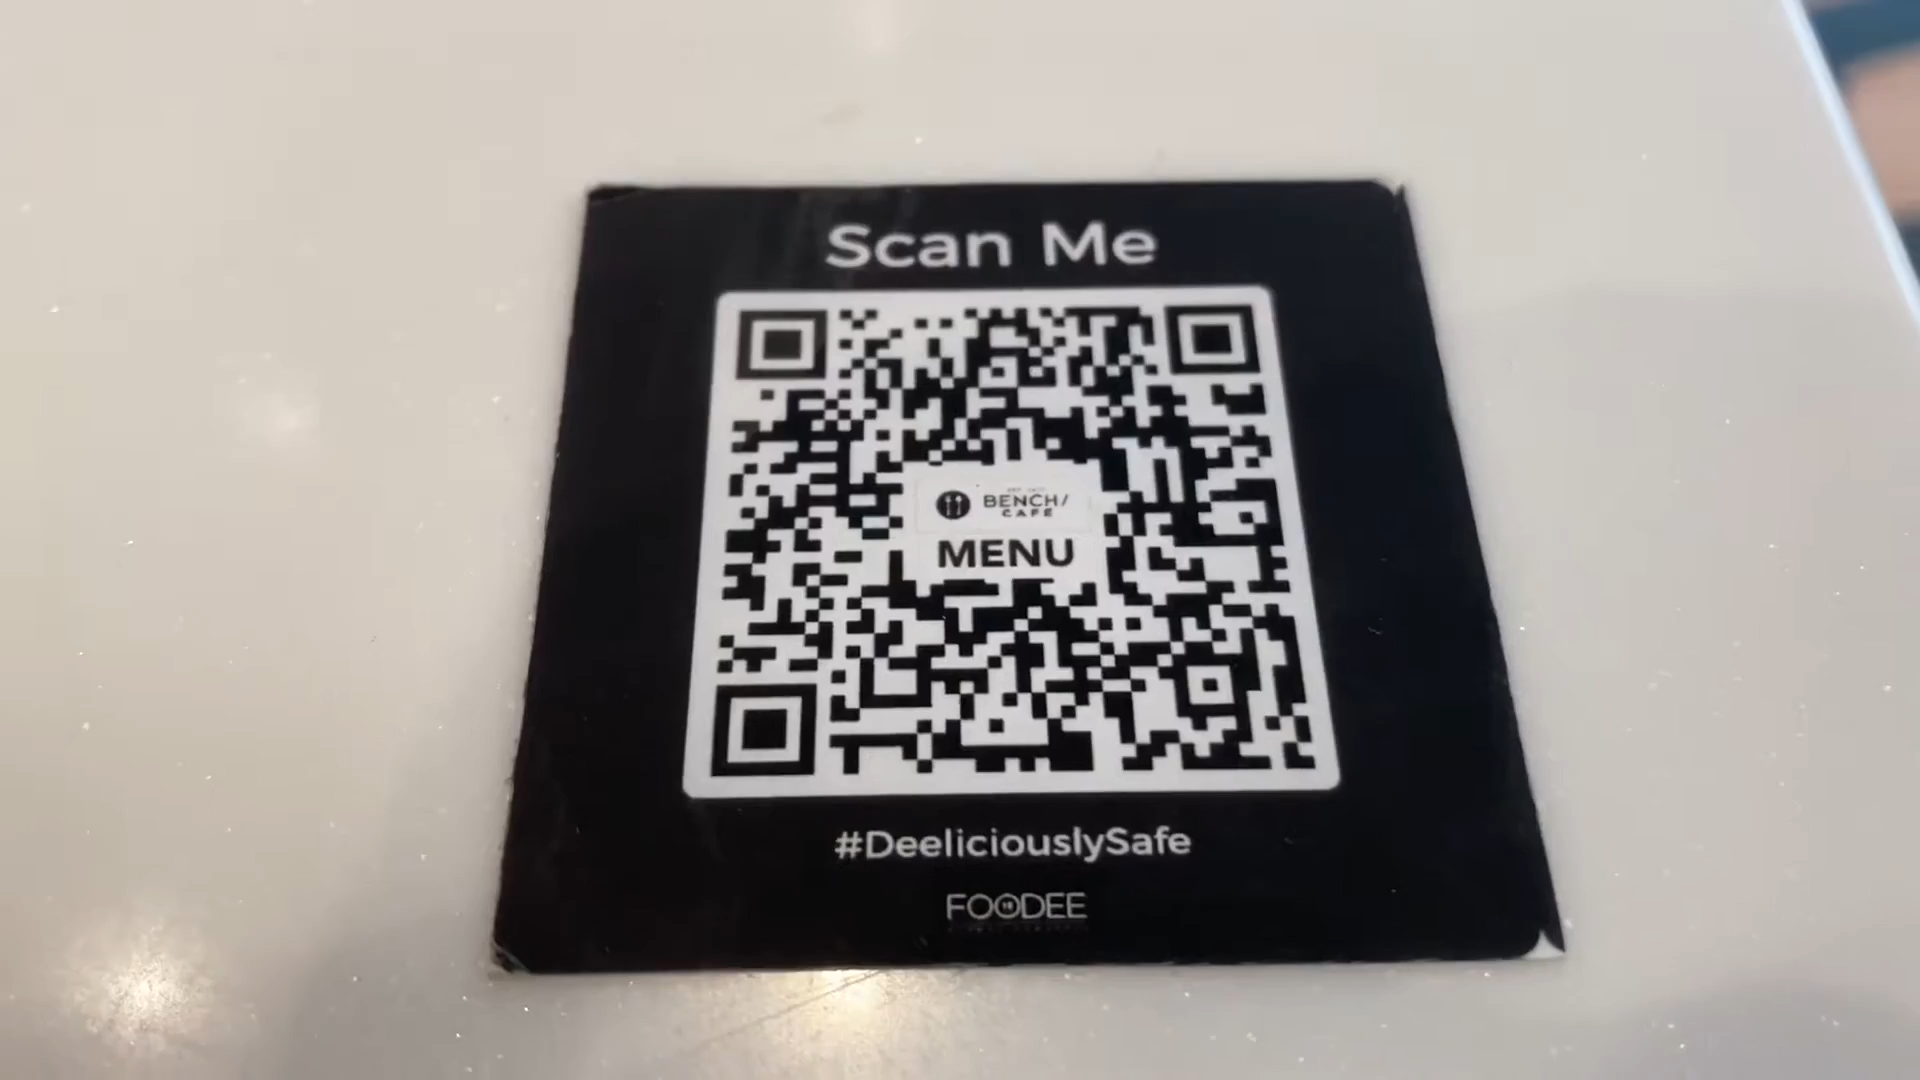 Scan Me
BENCH/
CAFE
MENU
#DeeliciouslySafe
FOODEE